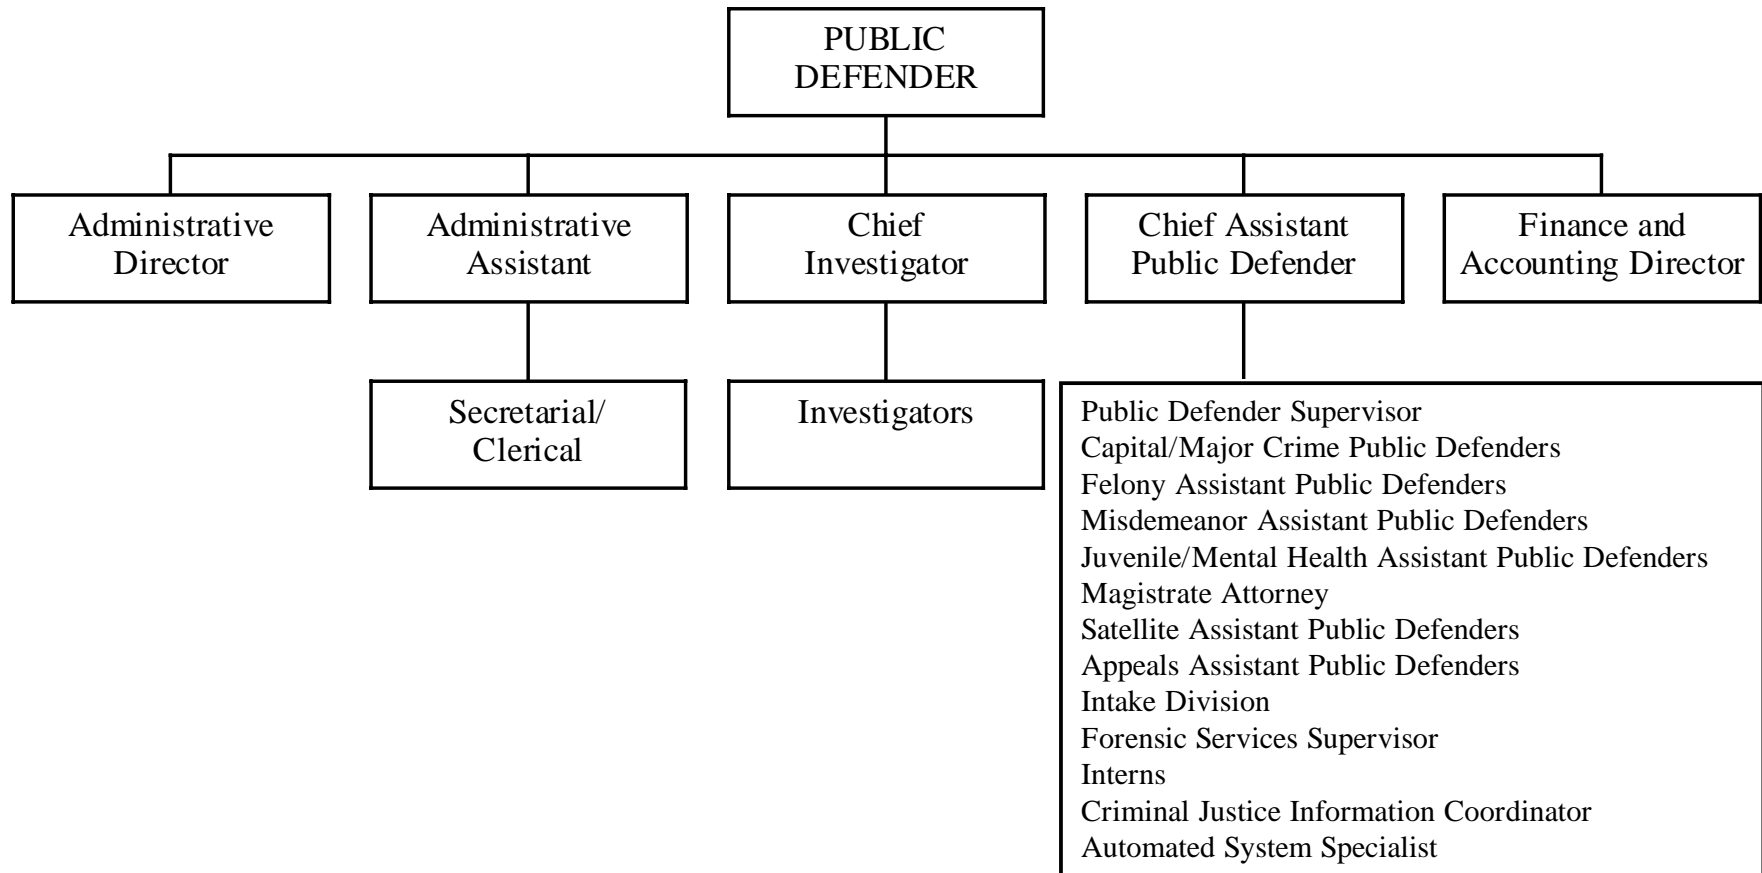 PUBLIC
DEFENDER
Administrative
Director
Administrative
Assistant
Chief
Investigator
Chief Assistant
Public Defender
Finance and
Accounting Director
Secretarial/
Clerical
Investigators
Public Defender Supervisor
Capital/Major Crime Public Defenders
Felony Assistant Public Defenders
Misdemeanor Assistant Public Defenders
Juvenile/Mental Health Assistant Public Defenders
Magistrate Attorney
Satellite Assistant Public Defenders
Appeals Assistant Public Defenders
Intake Division
Forensic Services Supervisor
Interns
Criminal Justice Information Coordinator
Automated System Specialist